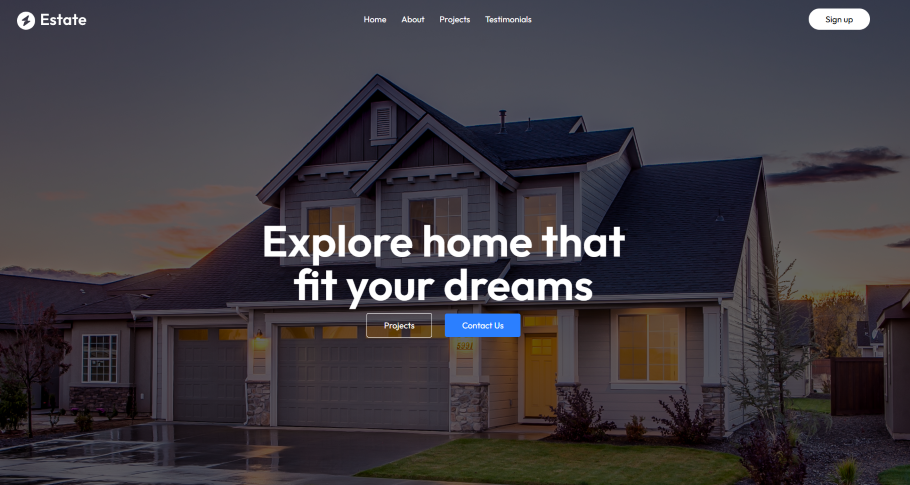 Estate
Home About Projects Testimonials
Sign up
Explore home that
fit your dreams
Projects Contact Us